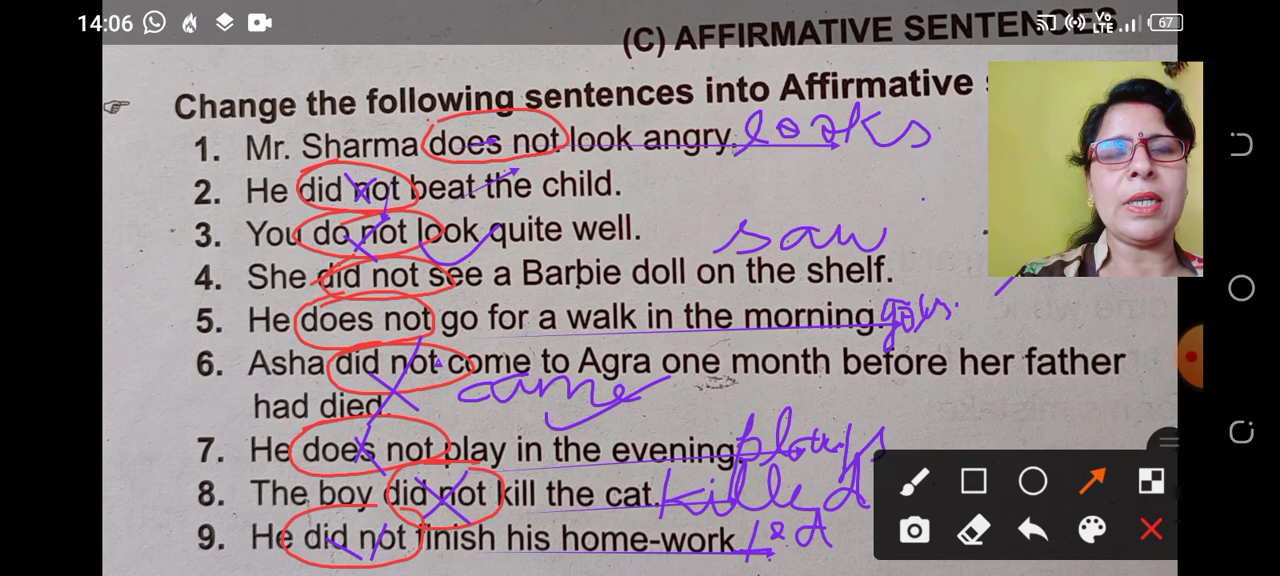 14:06
Vo
LTE
67
(C) AFFIRMATIVE SENTENCES
Change the following sentences into Affirmative
1. Mr. Sharma does not look angry. looks
2. He did not beat the child.
3. You do not look quite well.
saw
4. She did not see a Barbie doll on the shelf.
5. He does not go for a walk in the morning. goes.
6. Asha did not come to Agra one month before her father
had died. came
7. He does not play in the evening. plays
8. The boy did not kill the cat. killed
9. He did not finish his home-work ed